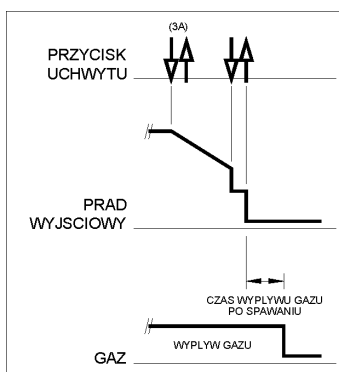 (3A)
PRZYCISK
UCHWYTU
PRAD
WYJSCIOWY
CZAS WYPLYWU GAZU
PO SPAWANIU
WYPLYW GAZU
GAZ